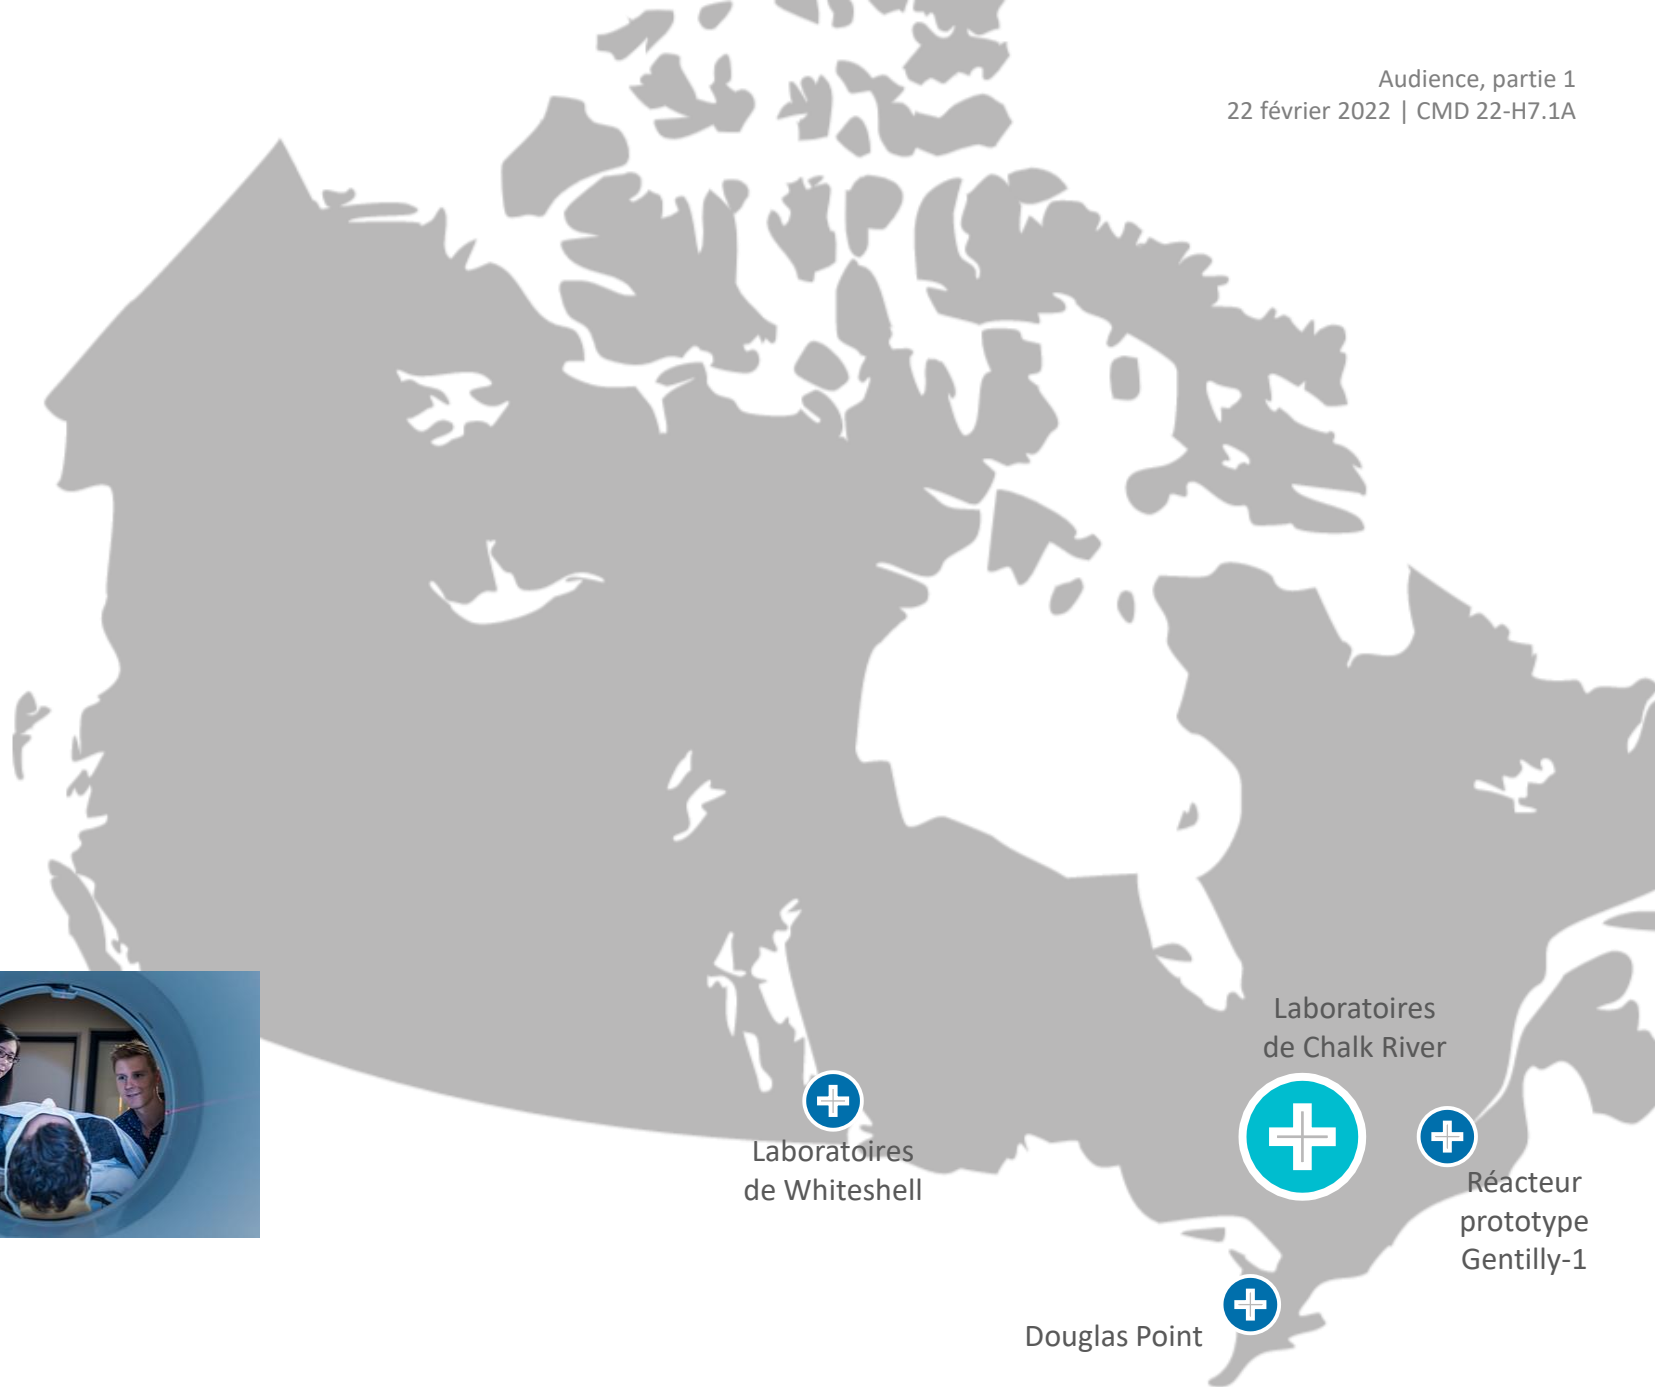 Audience, partie 1
22 février 2022 | CMD 22-H7.1A
Laboratoires
de Chalk River
Laboratoires
de Whiteshell
Réacteur
prototype
Gentilly-1
Douglas Point